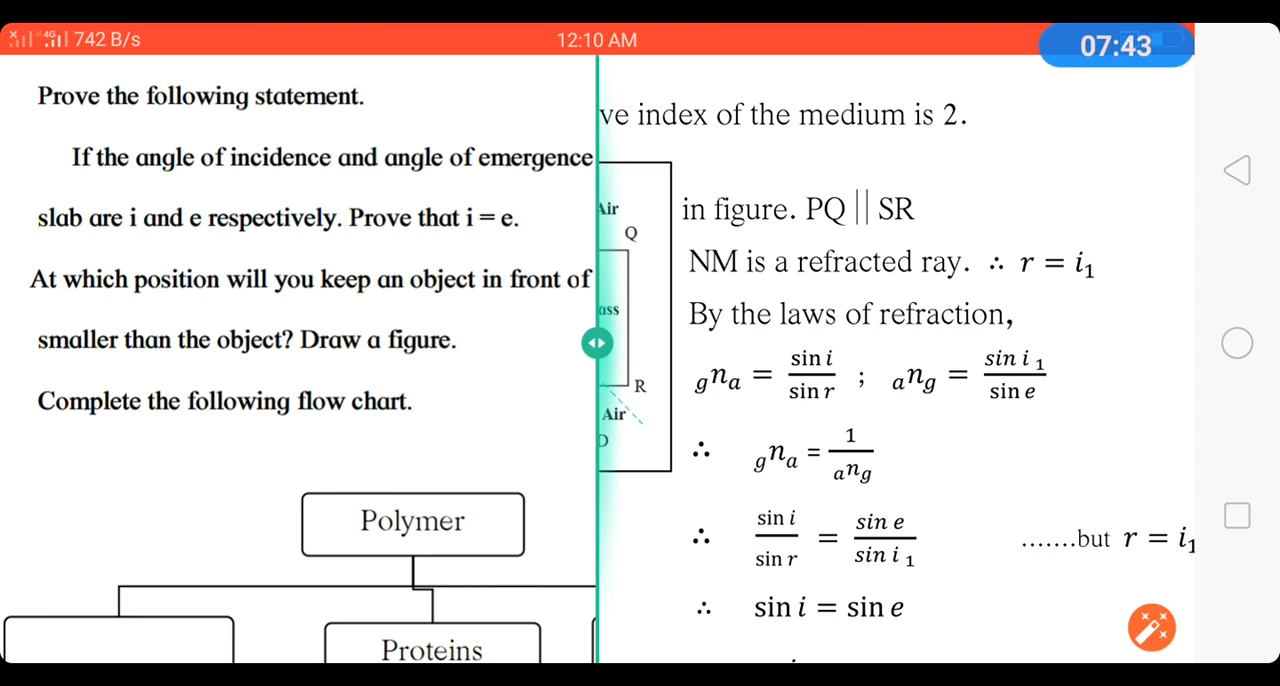 4G 742 B/s 12:10 AM 07:43
Prove the following statement.
If the angle of incidence and angle of emergence
slab are i and e respectively. Prove that i = e.
At which position will you keep an object in front of
smaller than the object? Draw a figure.
Complete the following flow chart.
Polymer
Proteins
ve index of the medium is 2.
Air
Q
ass
R
Air
in figure. PQ || SR
NM is a refracted ray. ∴ r = i₁
By the laws of refraction,
gna = sin i / sin r ; ang = sin i ₁ / sin e
∴ gna = 1 / ang
∴ sin i / sin r = sin e / sin i ₁ .......but r = i₁
∴ sin i = sin e